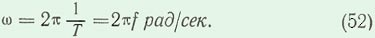 ω = 2π 1/T = 2πf рад/сек. (52)